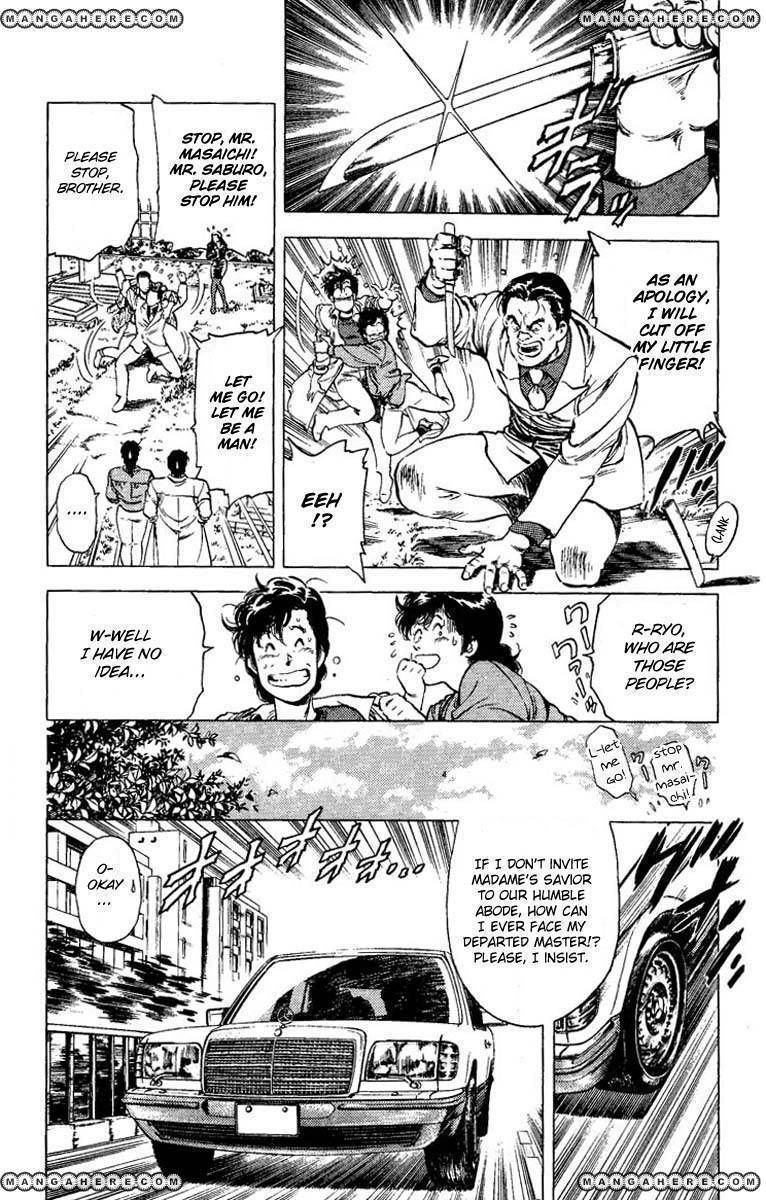 MANGAHERE.COM
MANGAHERE.COM
AS AN
APOLOGY,
I WILL
CUT OFF
MY LITTLE
FINGER!
EEH
!?
CLANK
STOP, MR.
MASAICHI!
MR. SABURO,
PLEASE
STOP HIM!
PLEASE
STOP,
BROTHER.
LET
ME GO!
LET ME
BE A
MAN!
....
R-RYO,
WHO ARE
THOSE
PEOPLE?
W-WELL
I HAVE NO
IDEA...
L-let
me
GO!
STOP
Mr.
masai-
chi!
IF I DON'T INVITE
MADAME'S SAVIOR
TO OUR HUMBLE
ABODE, HOW CAN
I EVER FACE MY
DEPARTED MASTER!?
PLEASE, I INSIST.
O-
OKAY
...
MANGAHERE.COM
MANGAHERE.COM